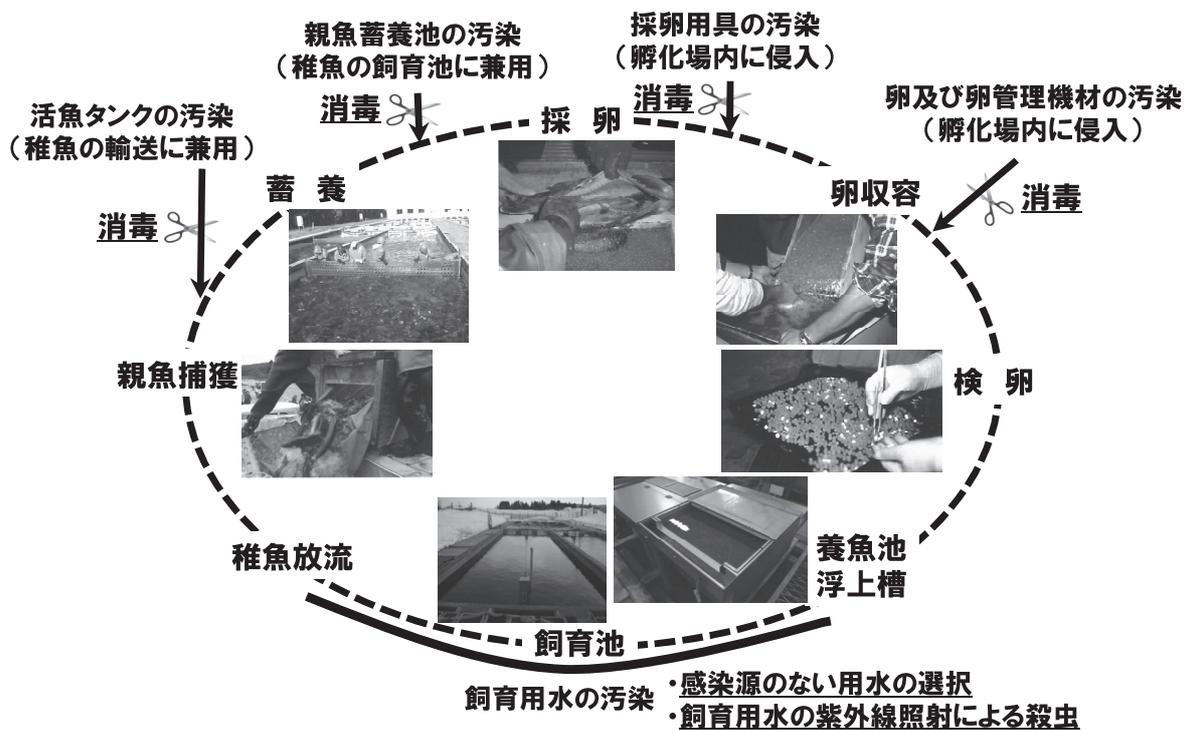 親魚蓄養池の汚染
（稚魚の飼育池に兼用）
消毒
採卵用具の汚染
（孵化場内に侵入）
消毒
活魚タンクの汚染
（稚魚の輸送に兼用）
消毒
卵及び卵管理機材の汚染
（孵化場内に侵入）
消毒
採 卵
蓄 養
卵収容
親魚捕獲
検 卵
稚魚放流
養魚池
浮上槽
飼育池
飼育用水の汚染
・感染源のない用水の選択
・飼育用水の紫外線照射による殺虫